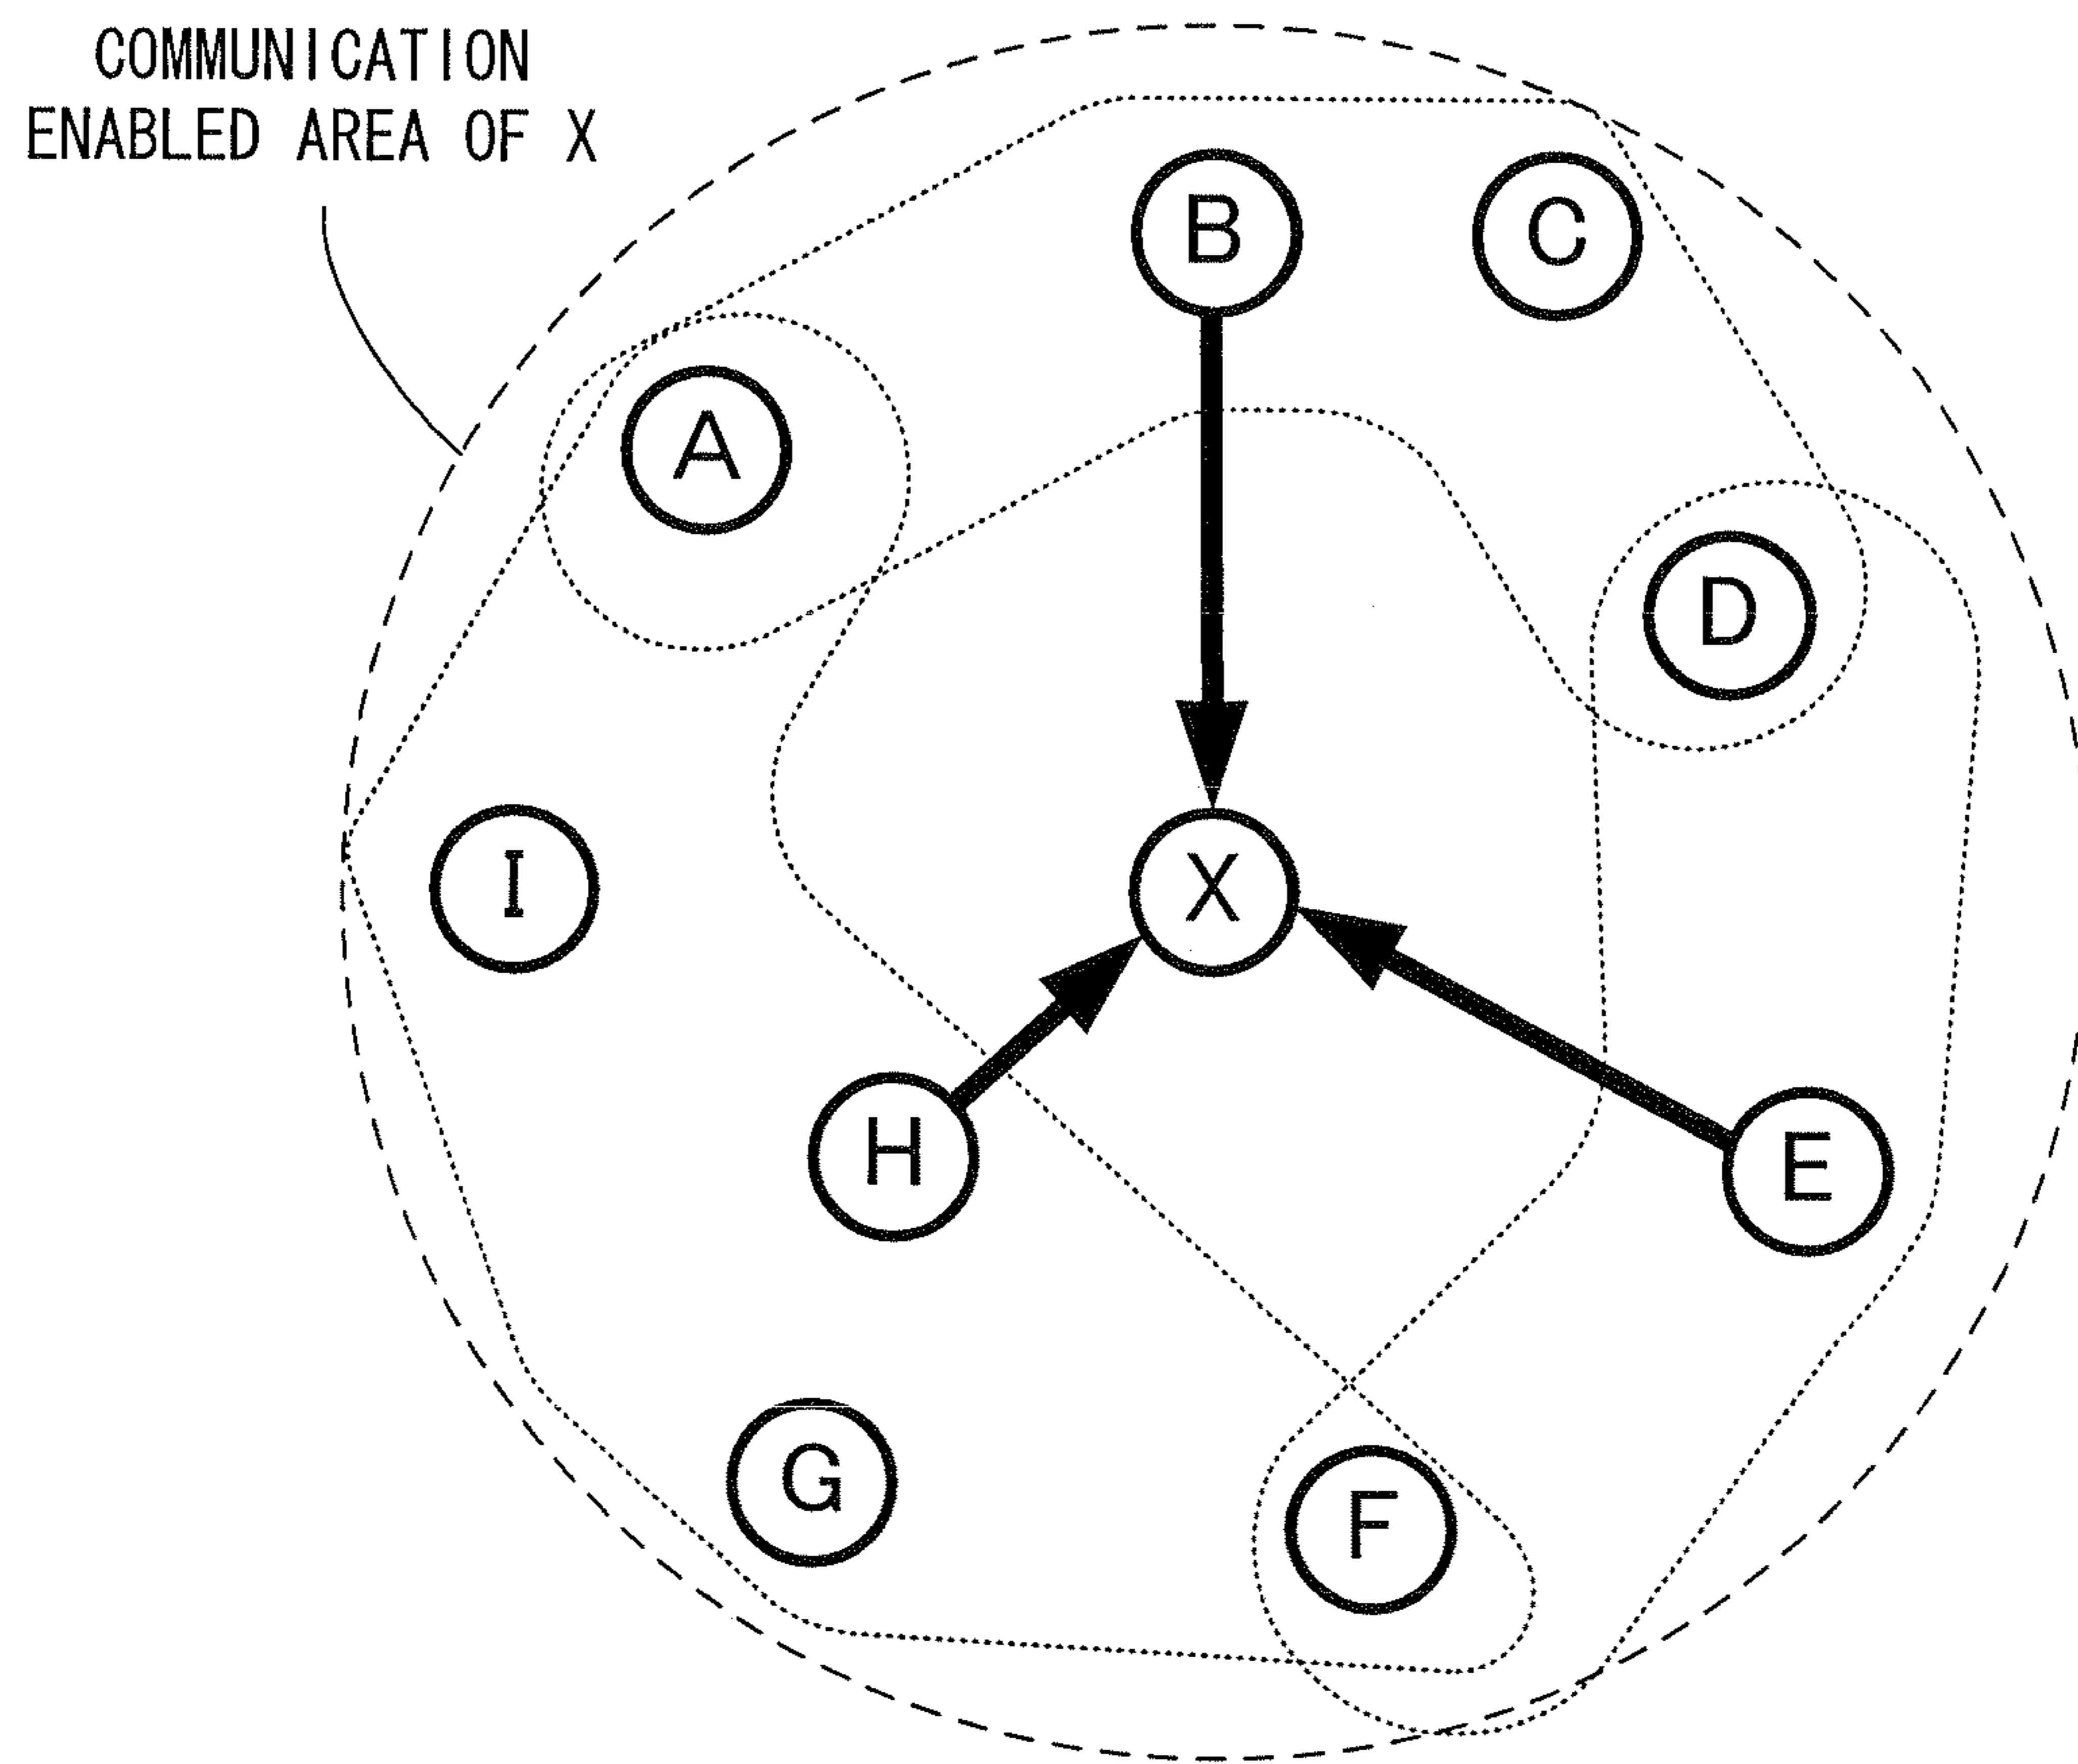 COMMUNICATION
ENABLED AREA OF X
B
C
A
D
X
I
H
E
G
F